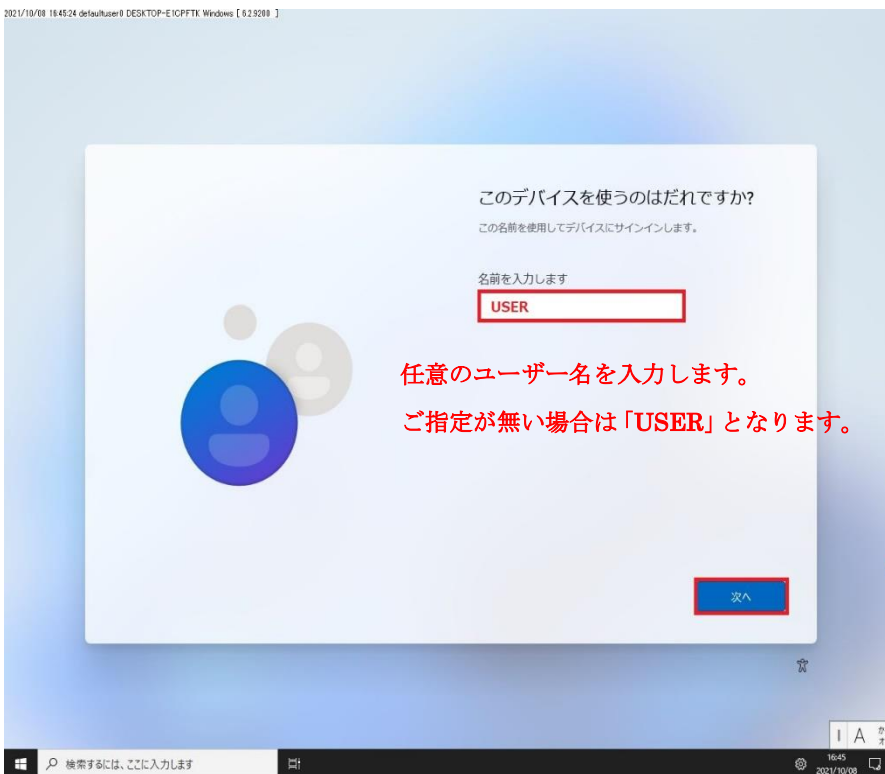 2021/10/08 16:45:24 defaultuser0 DESKTOP-E1CPFTK Windows [ 6.2.9200 ]
このデバイスを使うのはだれですか?
この名前を使用してデバイスにサインインします。
名前を入力します
USER
任意のユーザー名を入力します。
ご指定が無い場合は「USER」となります。
次へ
A
検索するには、ここに入力します
16:45
2021/10/08